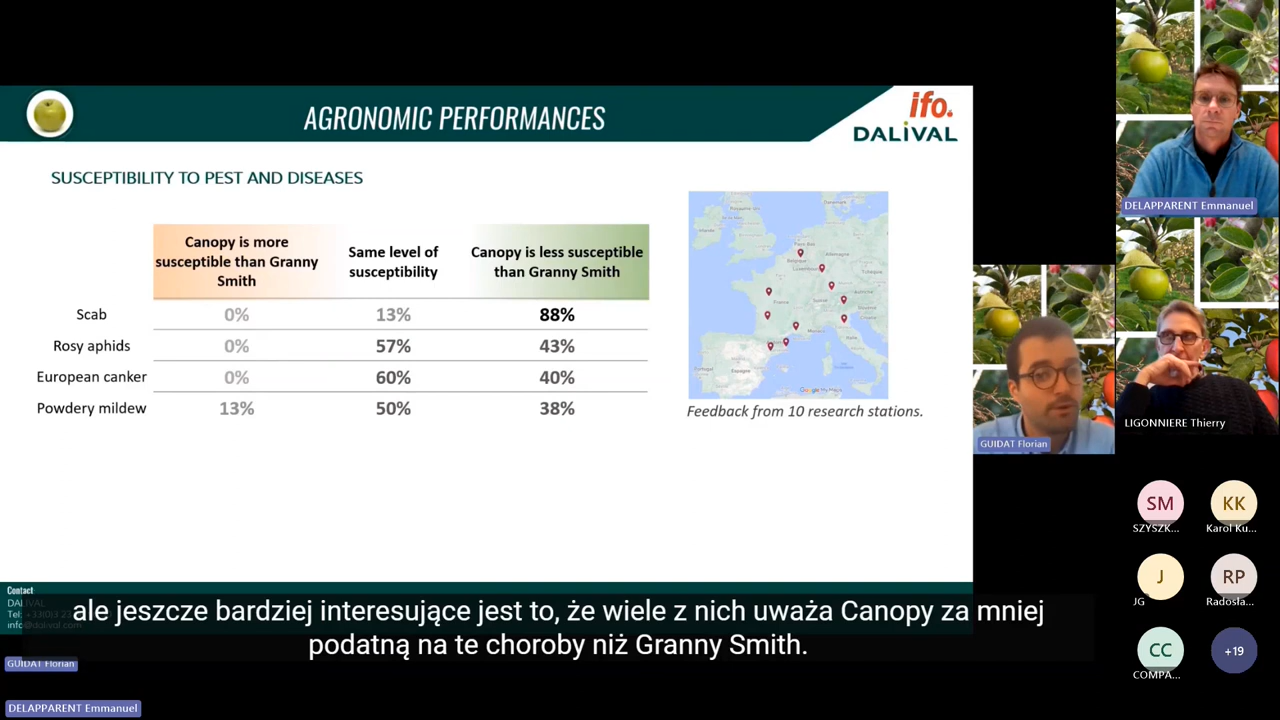 AGRONOMIC PERFORMANCES
ifo.
DALIVAL
SUSCEPTIBILITY TO PEST AND DISEASES
Canopy is more susceptible than Granny Smith
Same level of susceptibility
Canopy is less susceptible than Granny Smith
Scab 0% 13% 88%
Rosy aphids 0% 57% 43%
European canker 0% 60% 40%
Powdery mildew 13% 50% 38%
Feedback from 10 research stations.
Contact
DALIVAL
info@dalival.com
ale jeszcze bardziej interesujące jest to, że wiele z nich uważa Canopy za mniej
podatną na te choroby niż Granny Smith.
GUIDAT Florian
DELAPPARENT Emmanuel
DELAPPARENT Emmanuel
GUIDAT Florian
LIGONNIERE Thierry
SM
SZYSZK...
KK
Karol Ku...
J
JG
RP
Radosła...
CC
COMPA...
+19